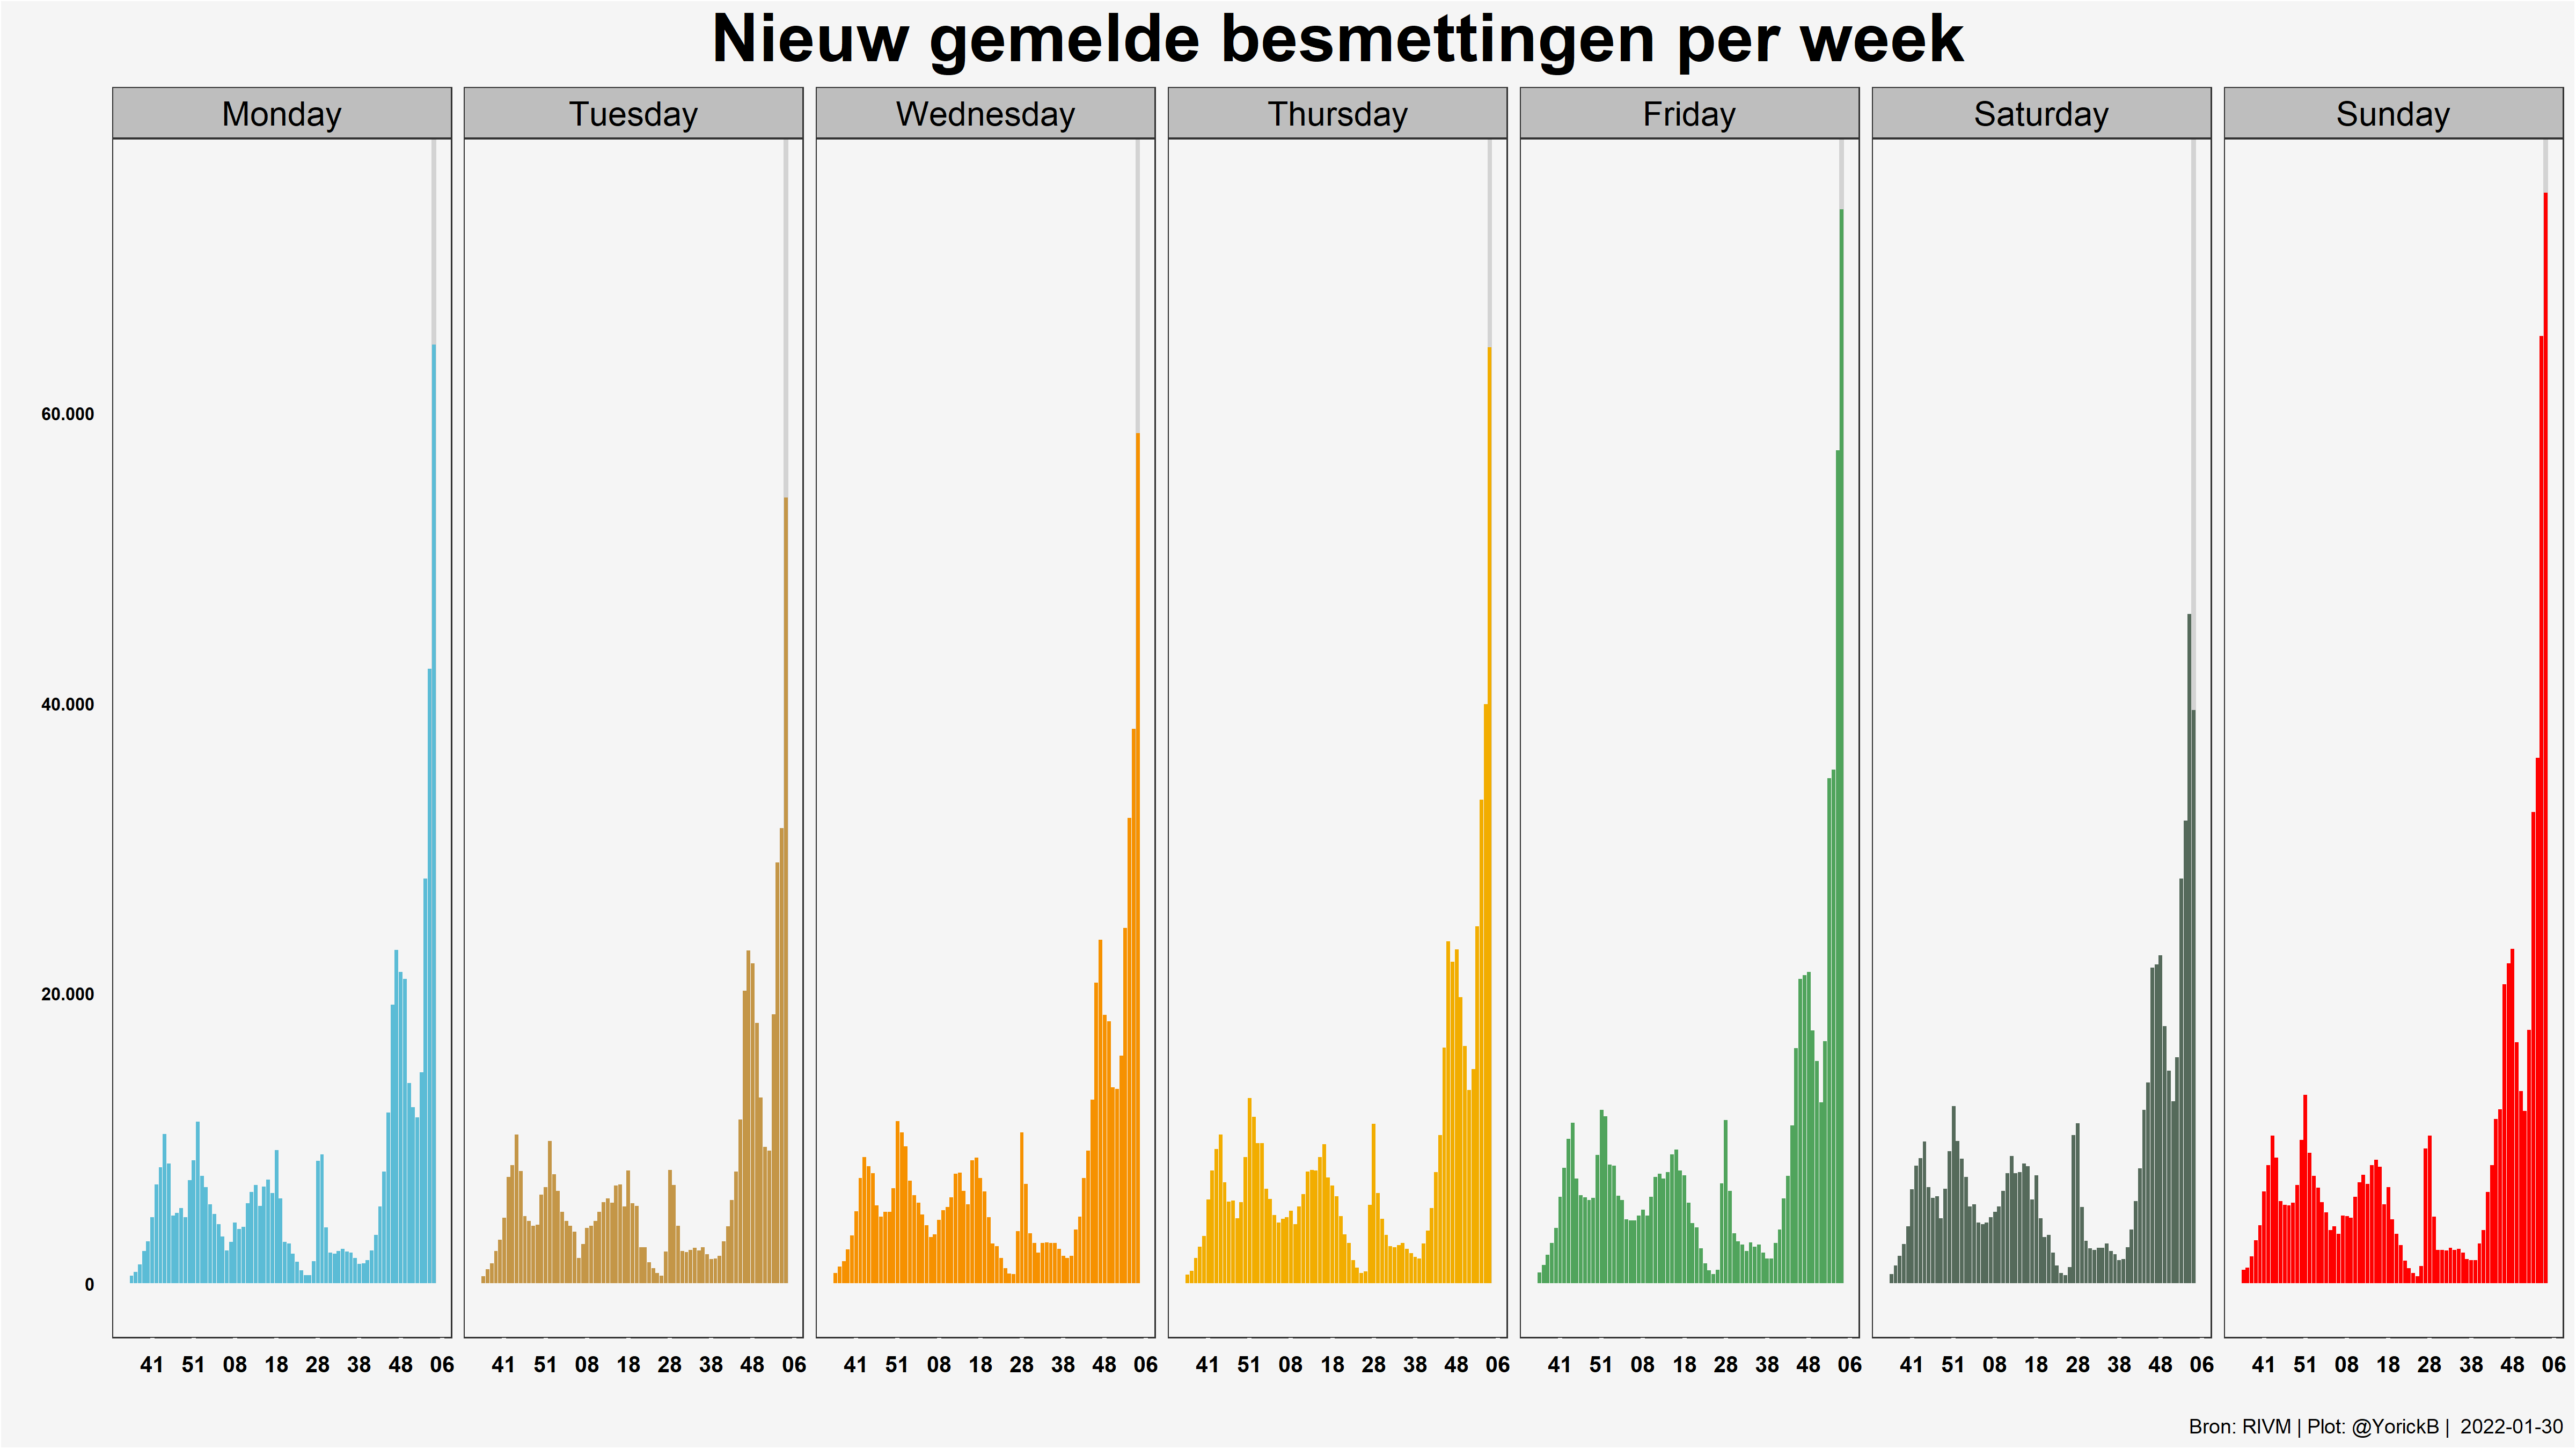 Nieuw gemelde besmettingen per week
Monday Tuesday Wednesday Thursday Friday Saturday Sunday
60.000
40.000
20.000
0
41 51 08 18 28 38 48 06 41 51 08 18 28 38 48 06 41 51 08 18 28 38 48 06 41 51 08 18 28 38 48 06 41 51 08 18 28 38 48 06 41 51 08 18 28 38 48 06 41 51 08 18 28 38 48 06
Bron: RIVM | Plot: @YorickB | 2022-01-30